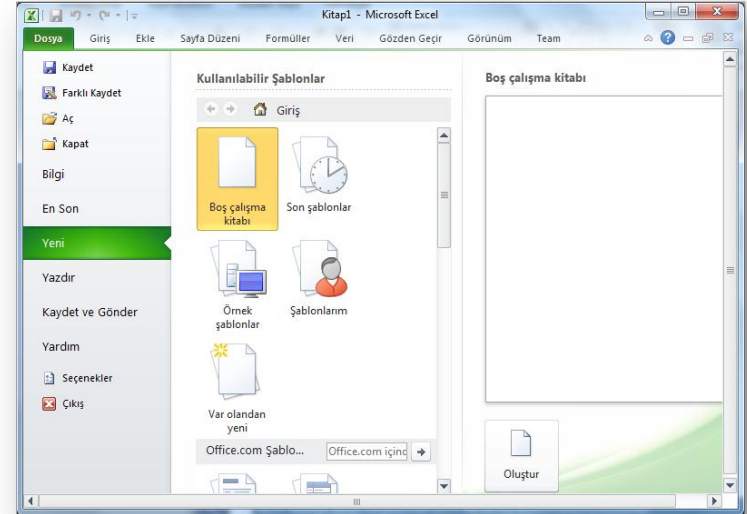 Kitap1 - Microsoft Excel
Dosya Giriş Ekle Sayfa Düzeni Formüller Veri Gözden Geçir Görünüm Team
Kaydet
Farklı Kaydet
Aç
Kapat
Bilgi
En Son
Yeni
Yazdır
Kaydet ve Gönder
Yardım
Seçenekler
Çıkış
Kullanılabilir Şablonlar
Giriş
Boş çalışma
kitabı
Son şablonlar
Örnek
şablonlar
Şablonlarım
Var olandan
yeni
Office.com Şablo... Office.com içind
Boş çalışma kitabı
Oluştur